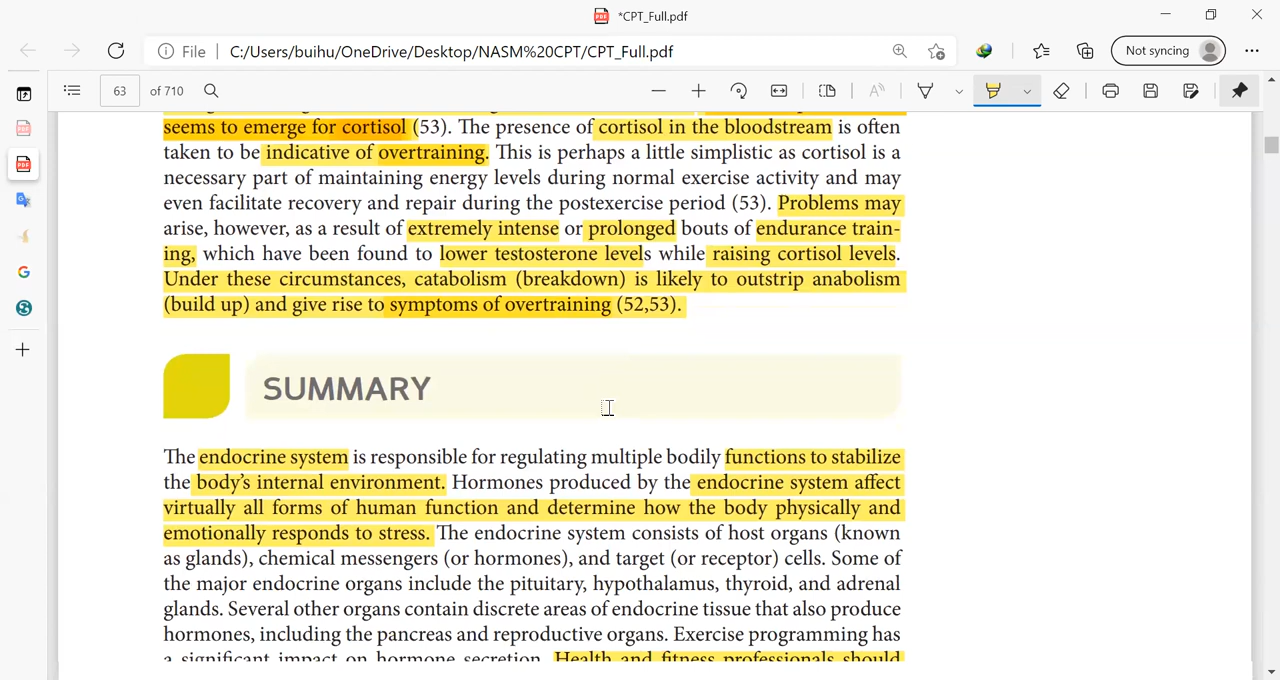 *CPT_Full.pdf
File C:/Users/buihu/OneDrive/Desktop/NASM%20CPT/CPT_Full.pdf Not syncing
63 of 710
seems to emerge for cortisol (53). The presence of cortisol in the bloodstream is often
taken to be indicative of overtraining. This is perhaps a little simplistic as cortisol is a
necessary part of maintaining energy levels during normal exercise activity and may
even facilitate recovery and repair during the postexercise period (53). Problems may
arise, however, as a result of extremely intense or prolonged bouts of endurance train-
ing, which have been found to lower testosterone levels while raising cortisol levels.
Under these circumstances, catabolism (breakdown) is likely to outstrip anabolism
(build up) and give rise to symptoms of overtraining (52,53).
SUMMARY
The endocrine system is responsible for regulating multiple bodily functions to stabilize
the body's internal environment. Hormones produced by the endocrine system affect
virtually all forms of human function and determine how the body physically and
emotionally responds to stress. The endocrine system consists of host organs (known
as glands), chemical messengers (or hormones), and target (or receptor) cells. Some of
the major endocrine organs include the pituitary, hypothalamus, thyroid, and adrenal
glands. Several other organs contain discrete areas of endocrine tissue that also produce
hormones, including the pancreas and reproductive organs. Exercise programming has
a significant impact on hormone secretion. Health and fitness professionals should